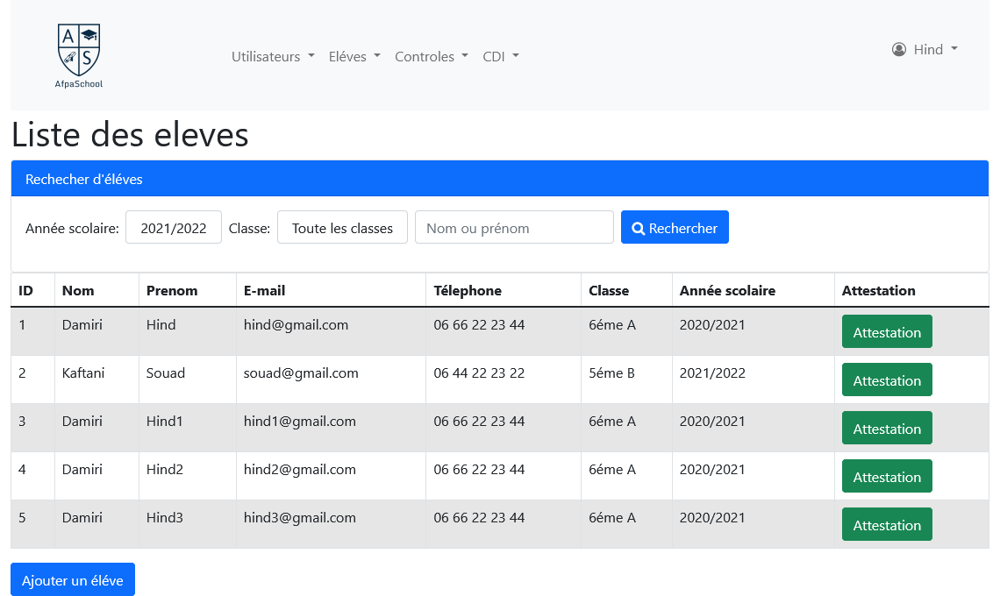 A
S
AfpaSchool
Utilisateurs Eléves Controles CDI
Hind
Liste des eleves
Rechecher d'éléves
Année scolaire: 2021/2022 Classe: Toute les classes Nom ou prénom Rechercher
ID Nom Prenom E-mail Télephone Classe Année scolaire Attestation
1 Damiri Hind hind@gmail.com 06 66 22 23 44 6éme A 2020/2021 Attestation
2 Kaftani Souad souad@gmail.com 06 44 22 23 22 5éme B 2021/2022 Attestation
3 Damiri Hind1 hind1@gmail.com 06 66 22 23 44 6éme A 2020/2021 Attestation
4 Damiri Hind2 hind2@gmail.com 06 66 22 23 44 6éme A 2020/2021 Attestation
5 Damiri Hind3 hind3@gmail.com 06 66 22 23 44 6éme A 2020/2021 Attestation
Ajouter un éléve